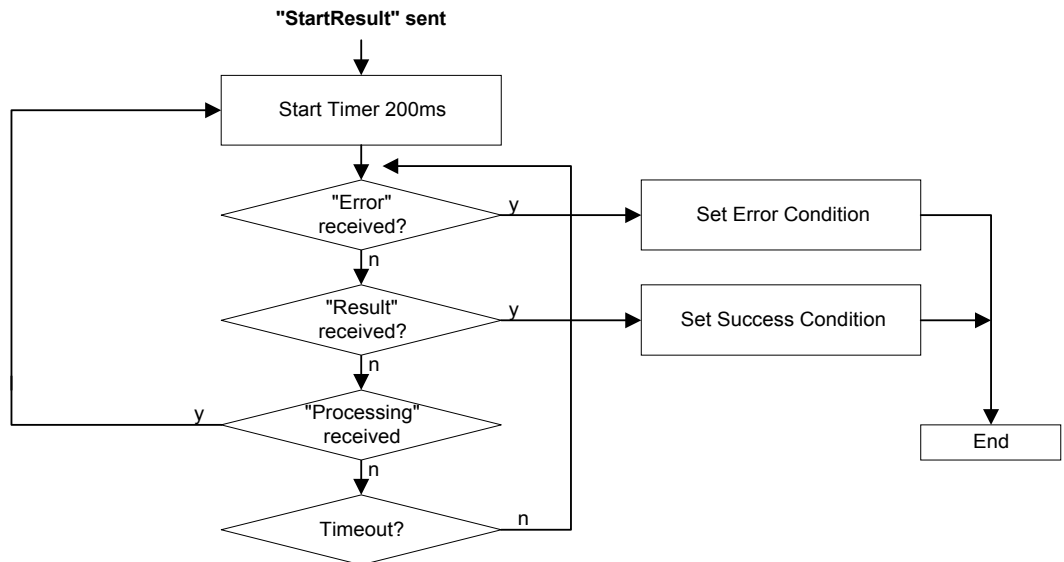 "StartResult" sent
Start Timer 200ms
"Error"
received?
y
Set Error Condition
n
"Result"
received?
y
Set Success Condition
n
"Processing"
received
y
End
n
Timeout?
n